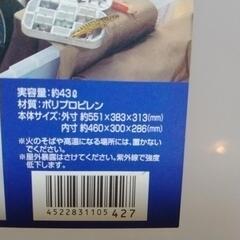 実容量:約43ℓ
材質:ポリプロピレン
本体サイズ:外寸 約551×383×313(mm)
内寸 約460×300×286(mm)
※火のそばや高温になる場所には、置かない
でください。
※屋外暴露はさけてください。紫外線で強度
低下します。
4522831105 427